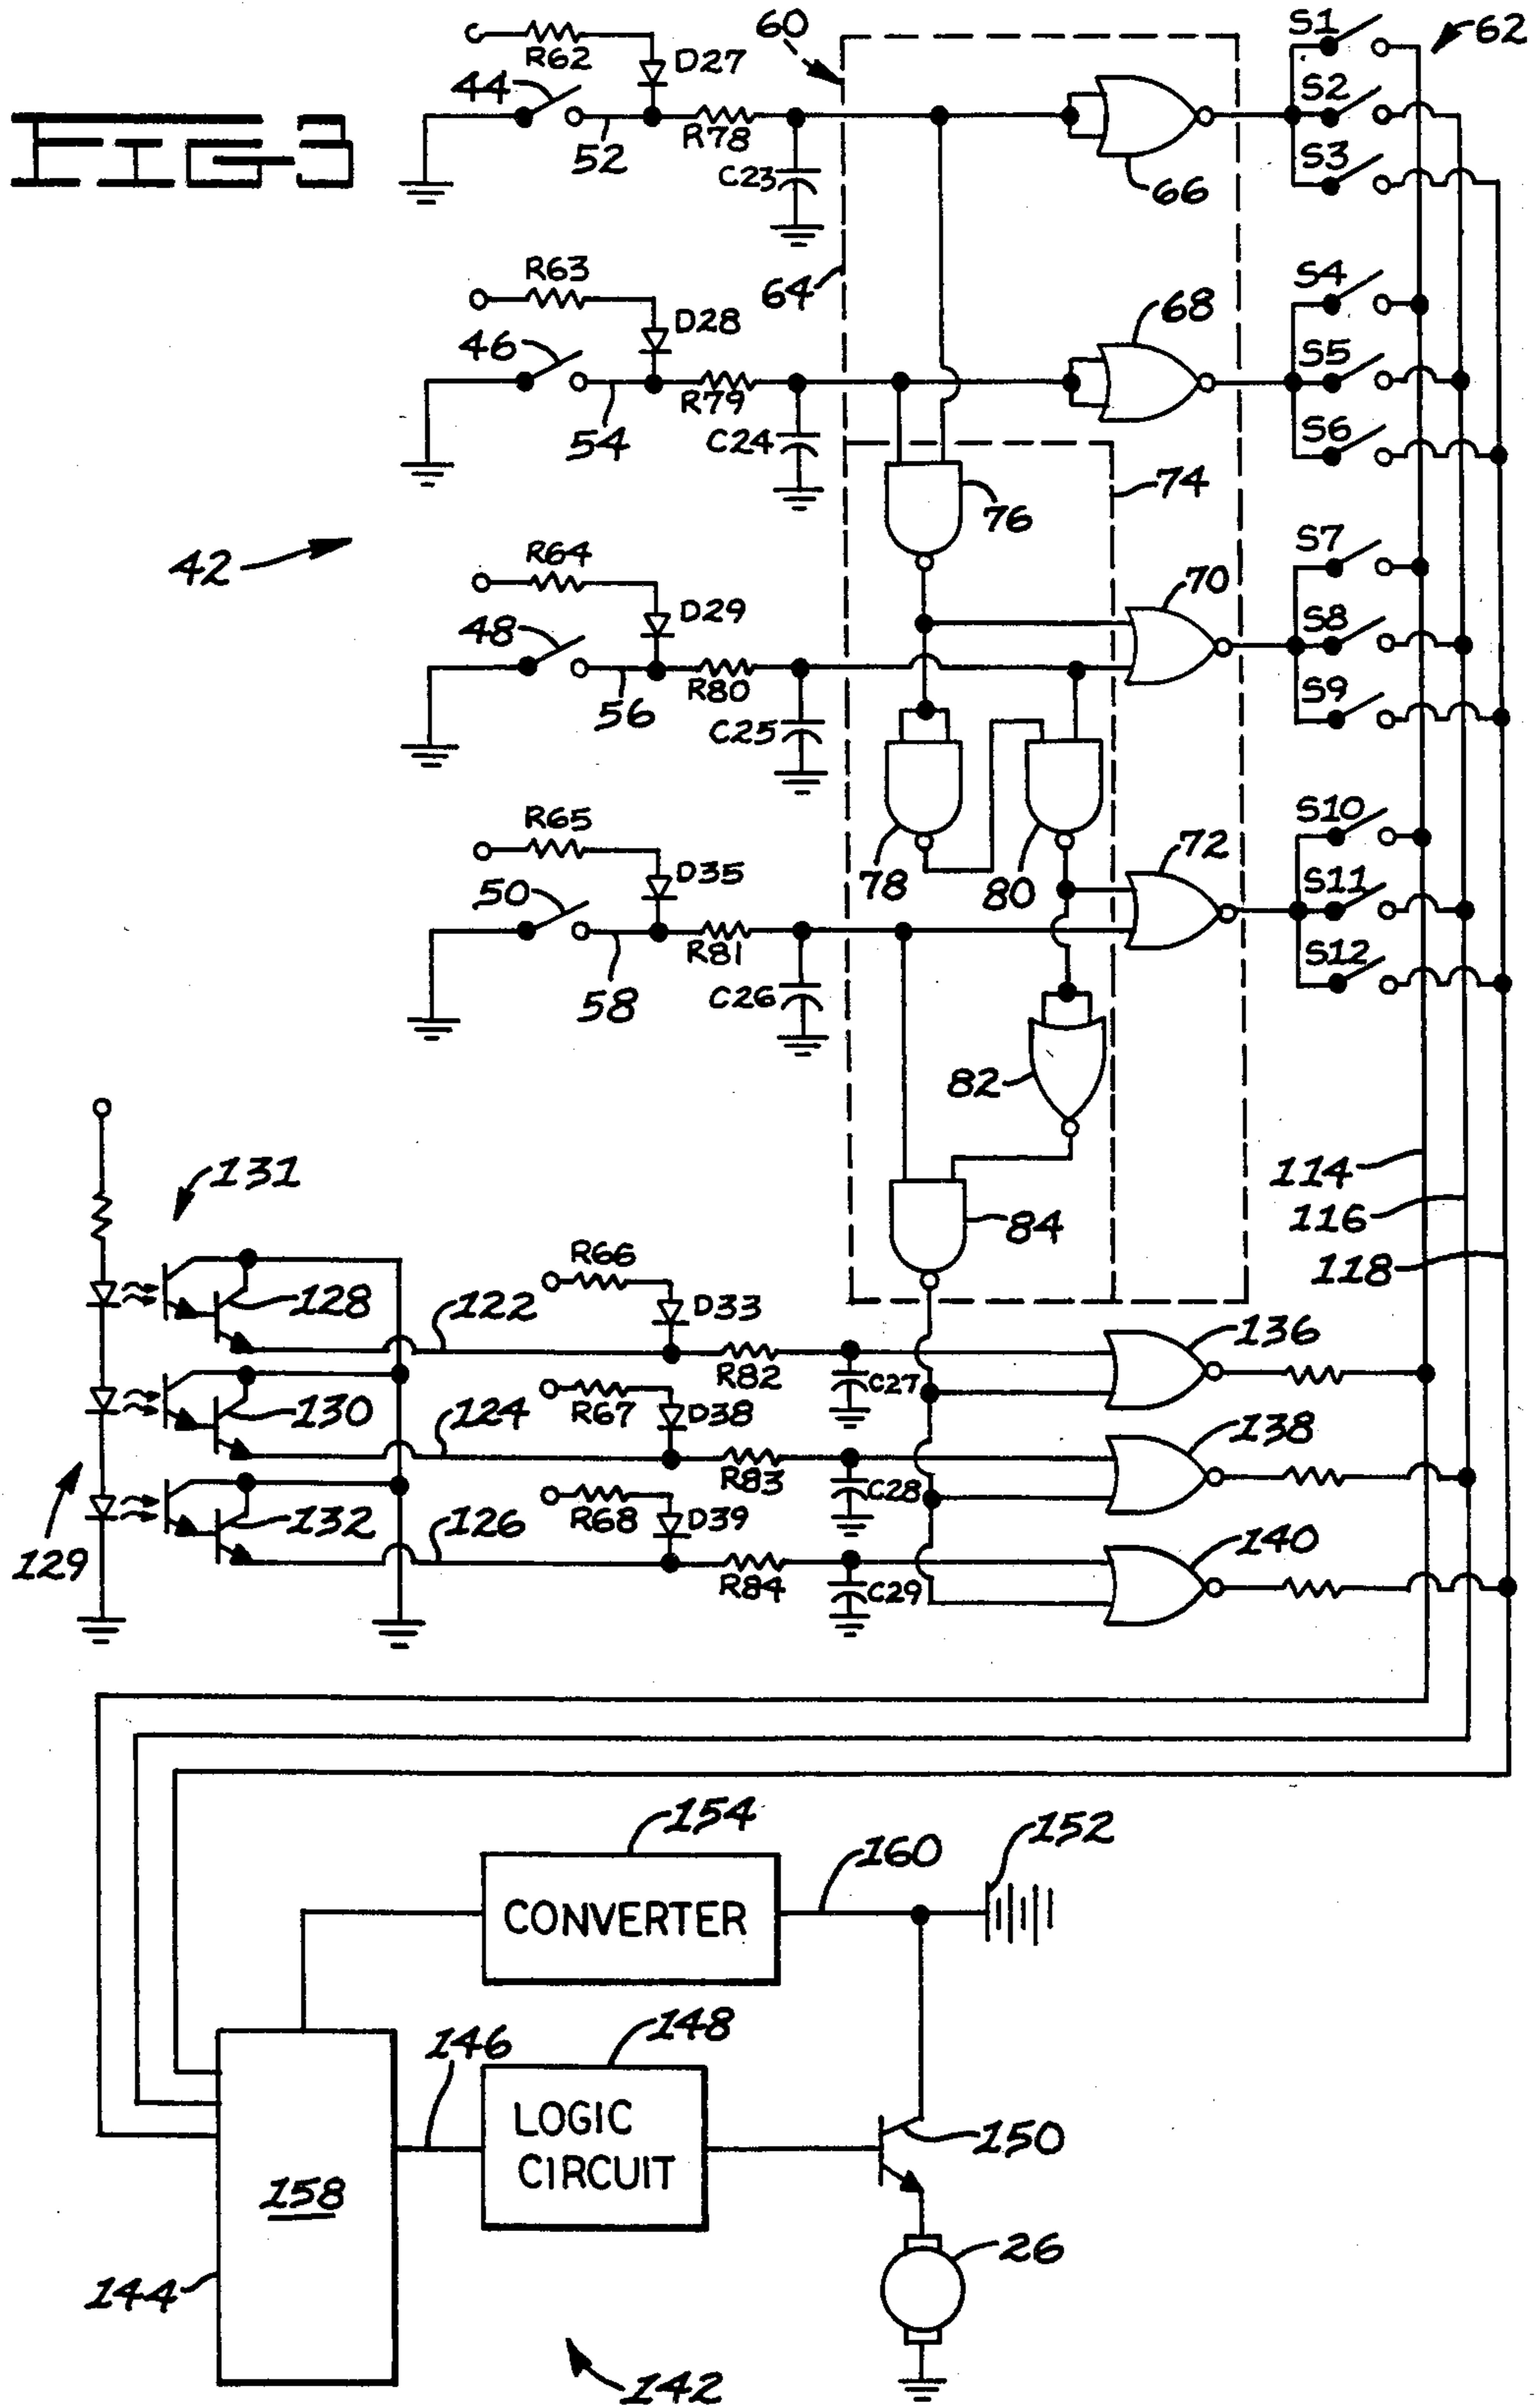 FIG 3
R62
D27
60
S1
62
44
S2
52
R78
C23
66
S3
R63
64
S4
D28
68
46
S5
R79
54
C24
S6
76
74
42
R64
S7
D29
70
48
S8
R80
S9
56
C25
R65
S10
78
80
72
D35
50
S11
R81
S12
58
C26
82
131
114
116
84
118
R66
128
122
D33
136
R82
C27
130
124
R67
D38
138
R83
C28
132
126
R68
D39
140
129
R84
C29
154
160
152
CONVERTER
146
148
LOGIC
CIRCUIT
150
158
26
144
142